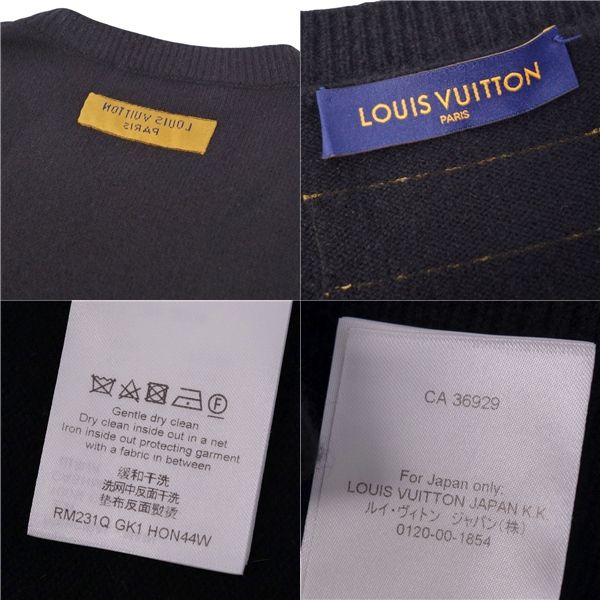 LOUIS VUITTON
PARIS
LOUIS VUITTON
PARIS
Gentle dry clean
Dry clean inside out in a net
Iron inside out protecting garment
with a fabric in between
缓和干洗
洗网中反面干洗
垫布反面熨烫
RM231Q GK1 HON44W
CA 36929
For Japan only:
LOUIS VUITTON JAPAN K.K.
ルイ・ヴィトン ジャパン(株)
0120-00-1854